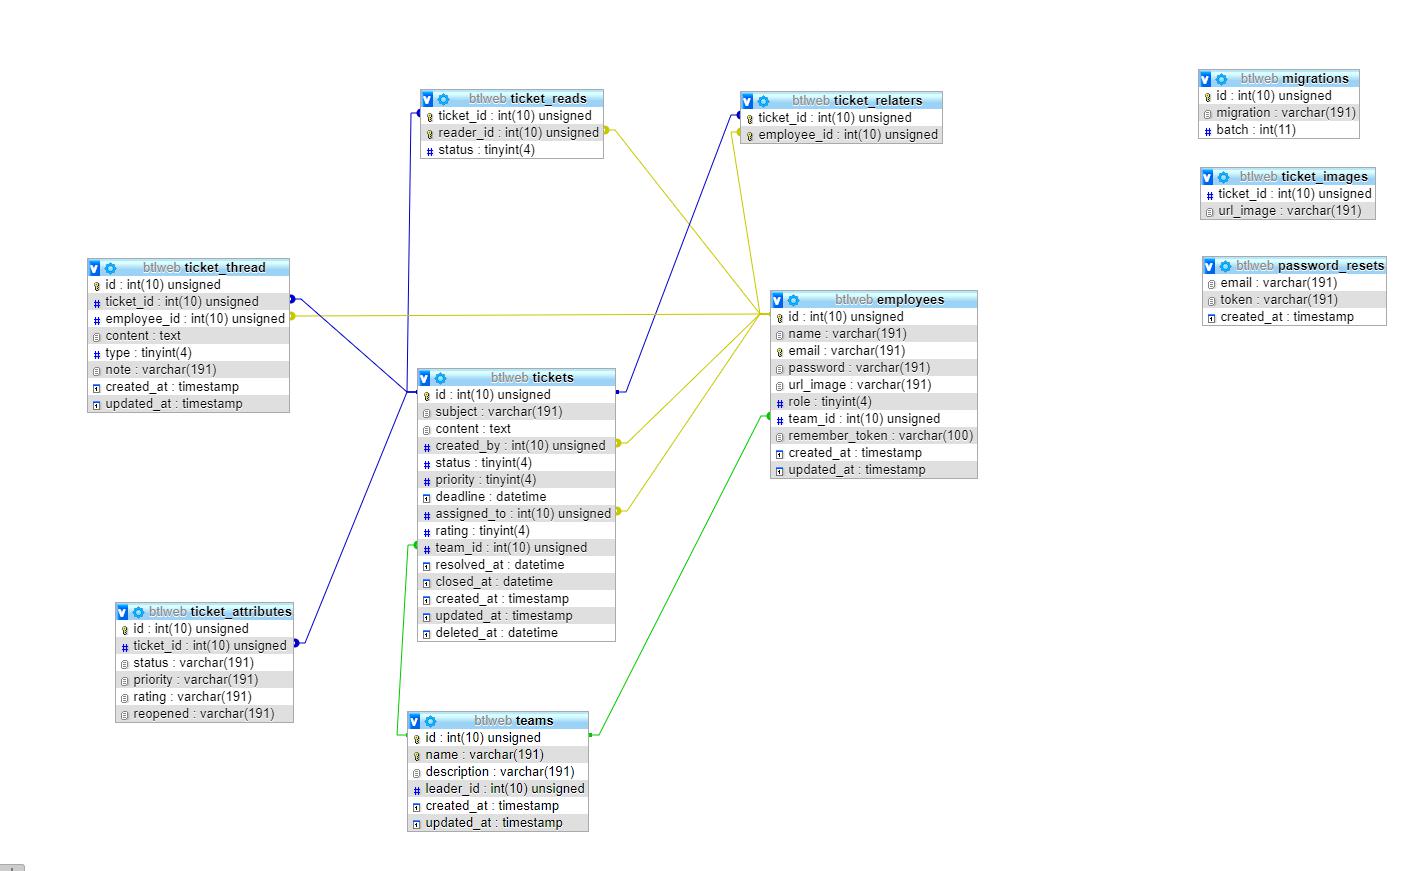 btlweb ticket_reads
ticket_id : int(10) unsigned
reader_id : int(10) unsigned
status : tinyint(4)
btlweb ticket_relaters
ticket_id : int(10) unsigned
employee_id : int(10) unsigned
btlweb migrations
id : int(10) unsigned
migration : varchar(191)
batch : int(11)
btlweb ticket_images
ticket_id : int(10) unsigned
url_image : varchar(191)
btlweb password_resets
email : varchar(191)
token : varchar(191)
created_at : timestamp
btlweb ticket_thread
id : int(10) unsigned
ticket_id : int(10) unsigned
employee_id : int(10) unsigned
content : text
type : tinyint(4)
note : varchar(191)
created_at : timestamp
updated_at : timestamp
btlweb employees
id : int(10) unsigned
name : varchar(191)
email : varchar(191)
password : varchar(191)
url_image : varchar(191)
role : tinyint(4)
team_id : int(10) unsigned
remember_token : varchar(100)
created_at : timestamp
updated_at : timestamp
btlweb tickets
id : int(10) unsigned
subject : varchar(191)
content : text
created_by : int(10) unsigned
status : tinyint(4)
priority : tinyint(4)
deadline : datetime
assigned_to : int(10) unsigned
rating : tinyint(4)
team_id : int(10) unsigned
resolved_at : datetime
closed_at : datetime
created_at : timestamp
updated_at : timestamp
deleted_at : datetime
btlweb ticket_attributes
id : int(10) unsigned
ticket_id : int(10) unsigned
status : varchar(191)
priority : varchar(191)
rating : varchar(191)
reopened : varchar(191)
btlweb teams
id : int(10) unsigned
name : varchar(191)
description : varchar(191)
leader_id : int(10) unsigned
created_at : timestamp
updated_at : timestamp